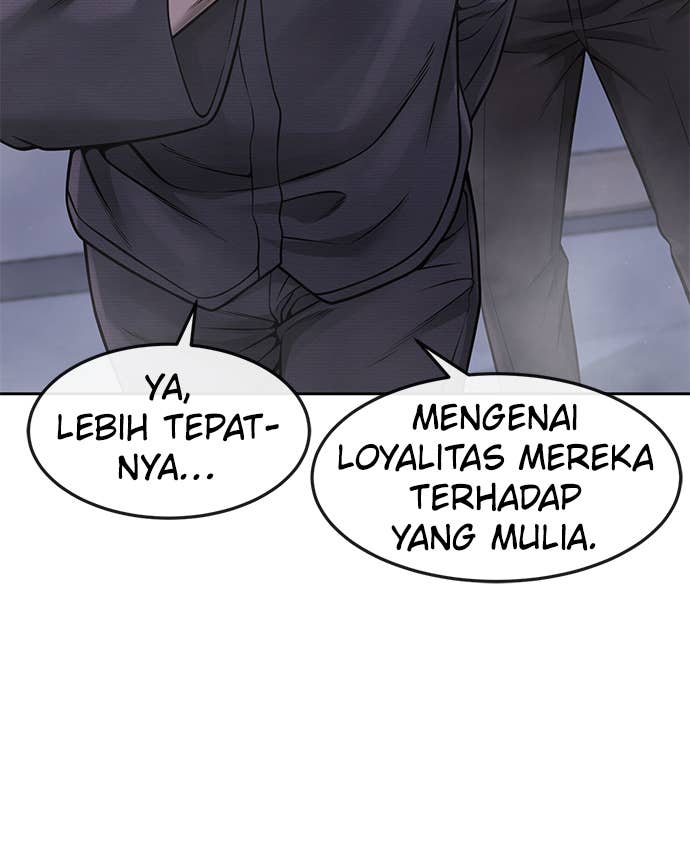 YA,
LEBIH TEPAT-
NYA...
MENGENAI
LOYALITAS MEREKA
TERHADAP
YANG MULIA.